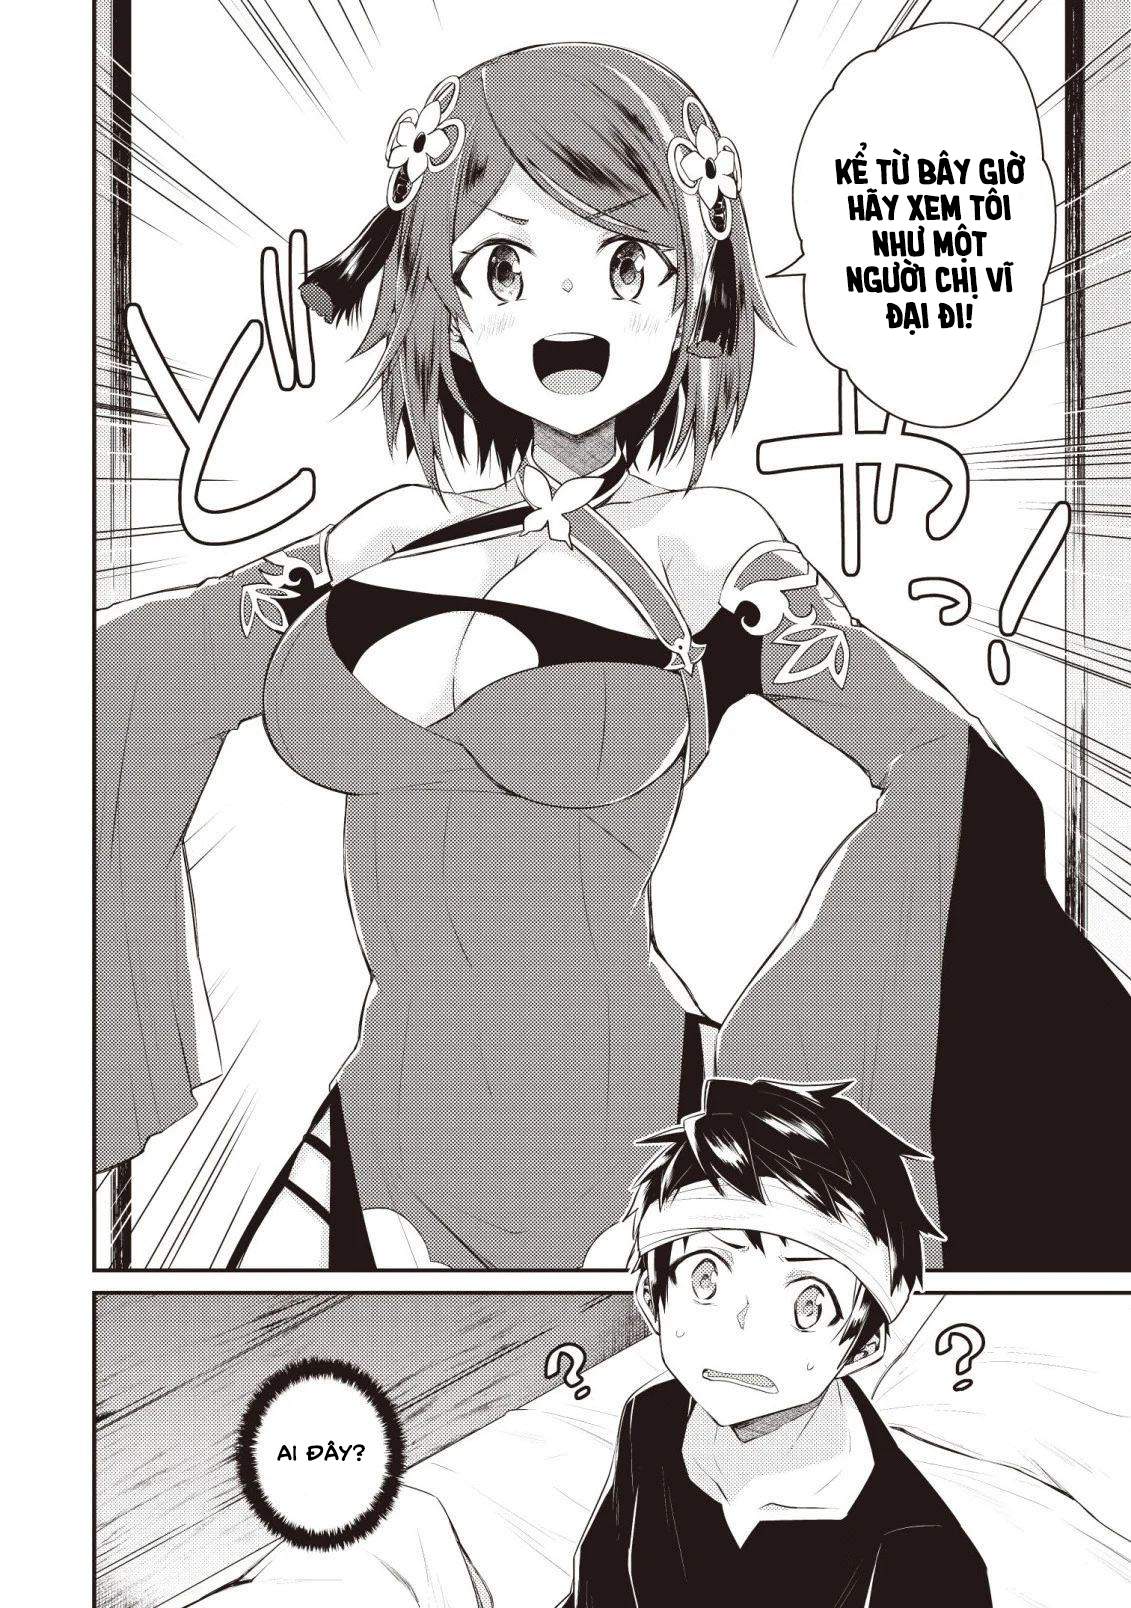 KỂ TỪ BÂY GIỜ
HÃY XEM TÔI
NHƯ MỘT
NGƯỜI CHỊ VĨ
ĐẠI ĐI!
どやっ!
?
?
AI ĐÂY?